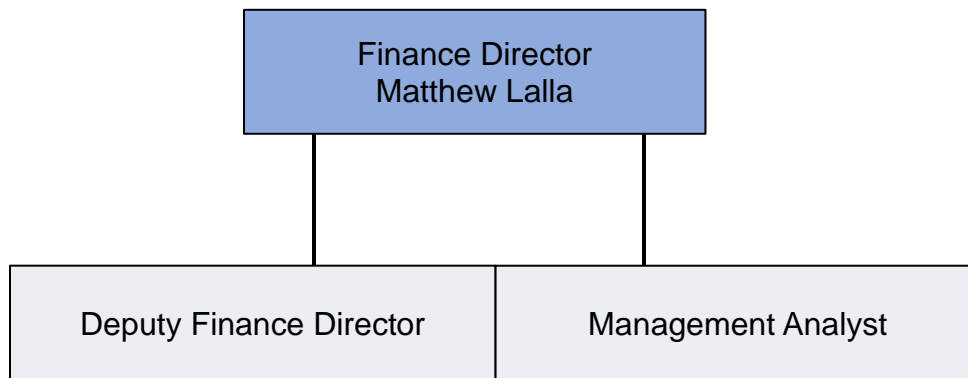 Finance Director
Matthew Lalla
Deputy Finance Director
Management Analyst